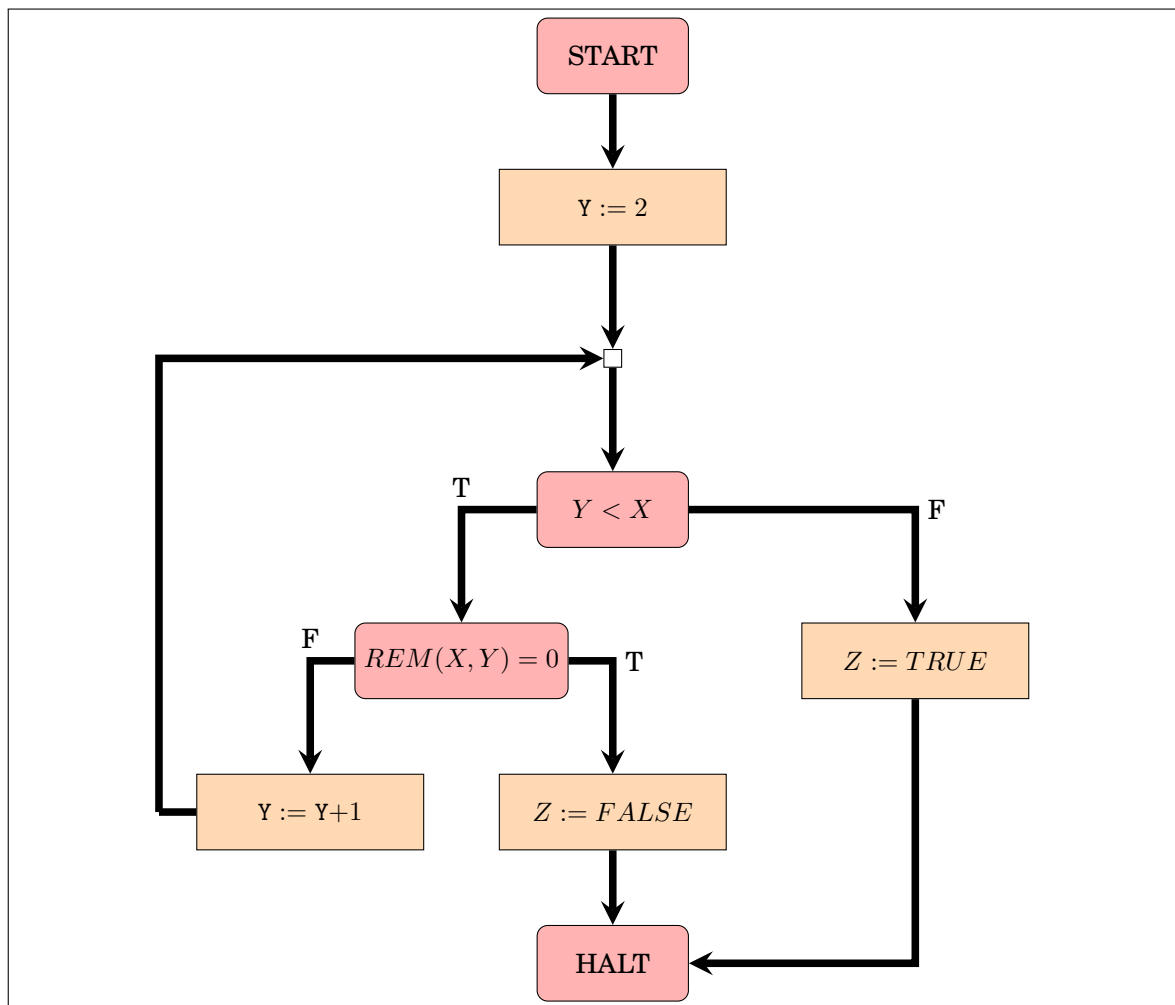 START
Y := 2
T
Y < X
F
F
REM(X, Y) = 0
T
Z := TRUE
Y := Y+1
Z := FALSE
HALT